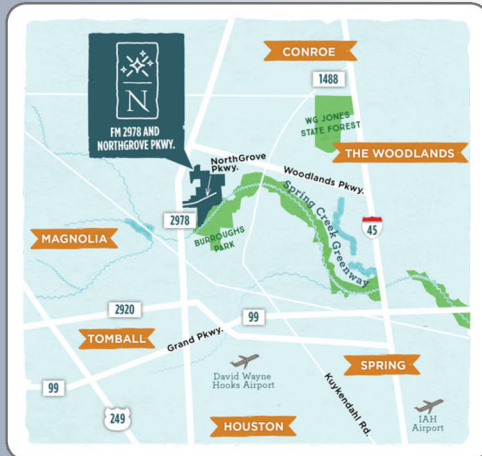 CONROE
1488
WG JONES
STATE FOREST
THE WOODLANDS
N
FM 2978 AND
NORTHGROVE PKWY.
NorthGrove
Pkwy.
Woodlands Pkwy.
2978
Spring Creek Greenway
45
MAGNOLIA
BURROUGHS
PARK
2920
99
TOMBALL
Grand Pkwy.
SPRING
David Wayne
Hooks Airport
99
Kuykendahl Rd.
249
HOUSTON
IAH
Airport